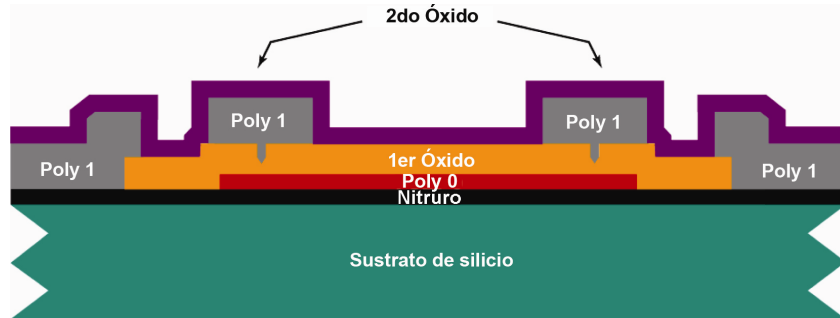 2do Óxido
Poly 1
Poly 1
1er Óxido
Poly 1
Poly 1
Poly 0
Nitruro
Sustrato de silicio